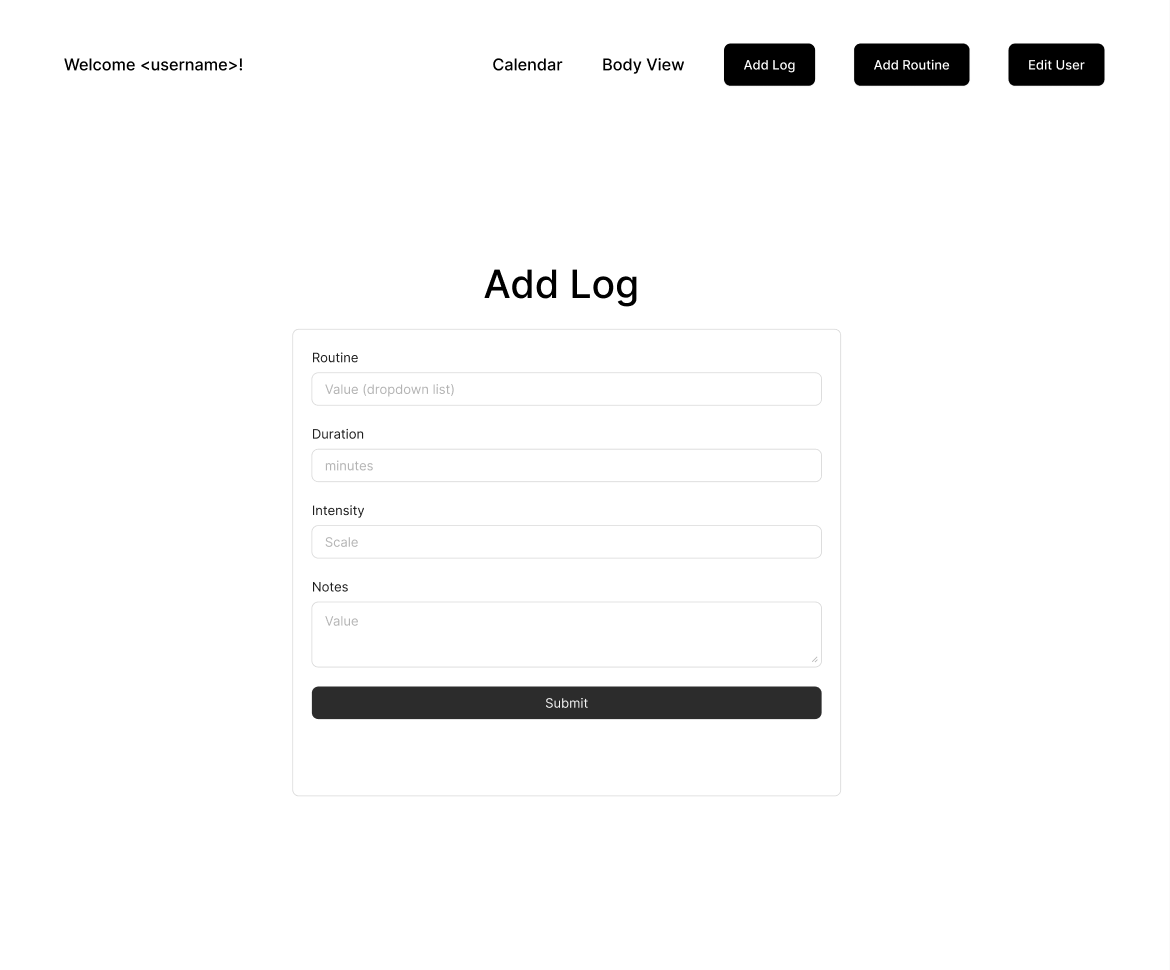 Welcome <username>!
Calendar
Body View
Add Log
Add Routine
Edit User
Add Log
Routine
Value (dropdown list)
Duration
minutes
Intensity
Scale
Notes
Value
Submit